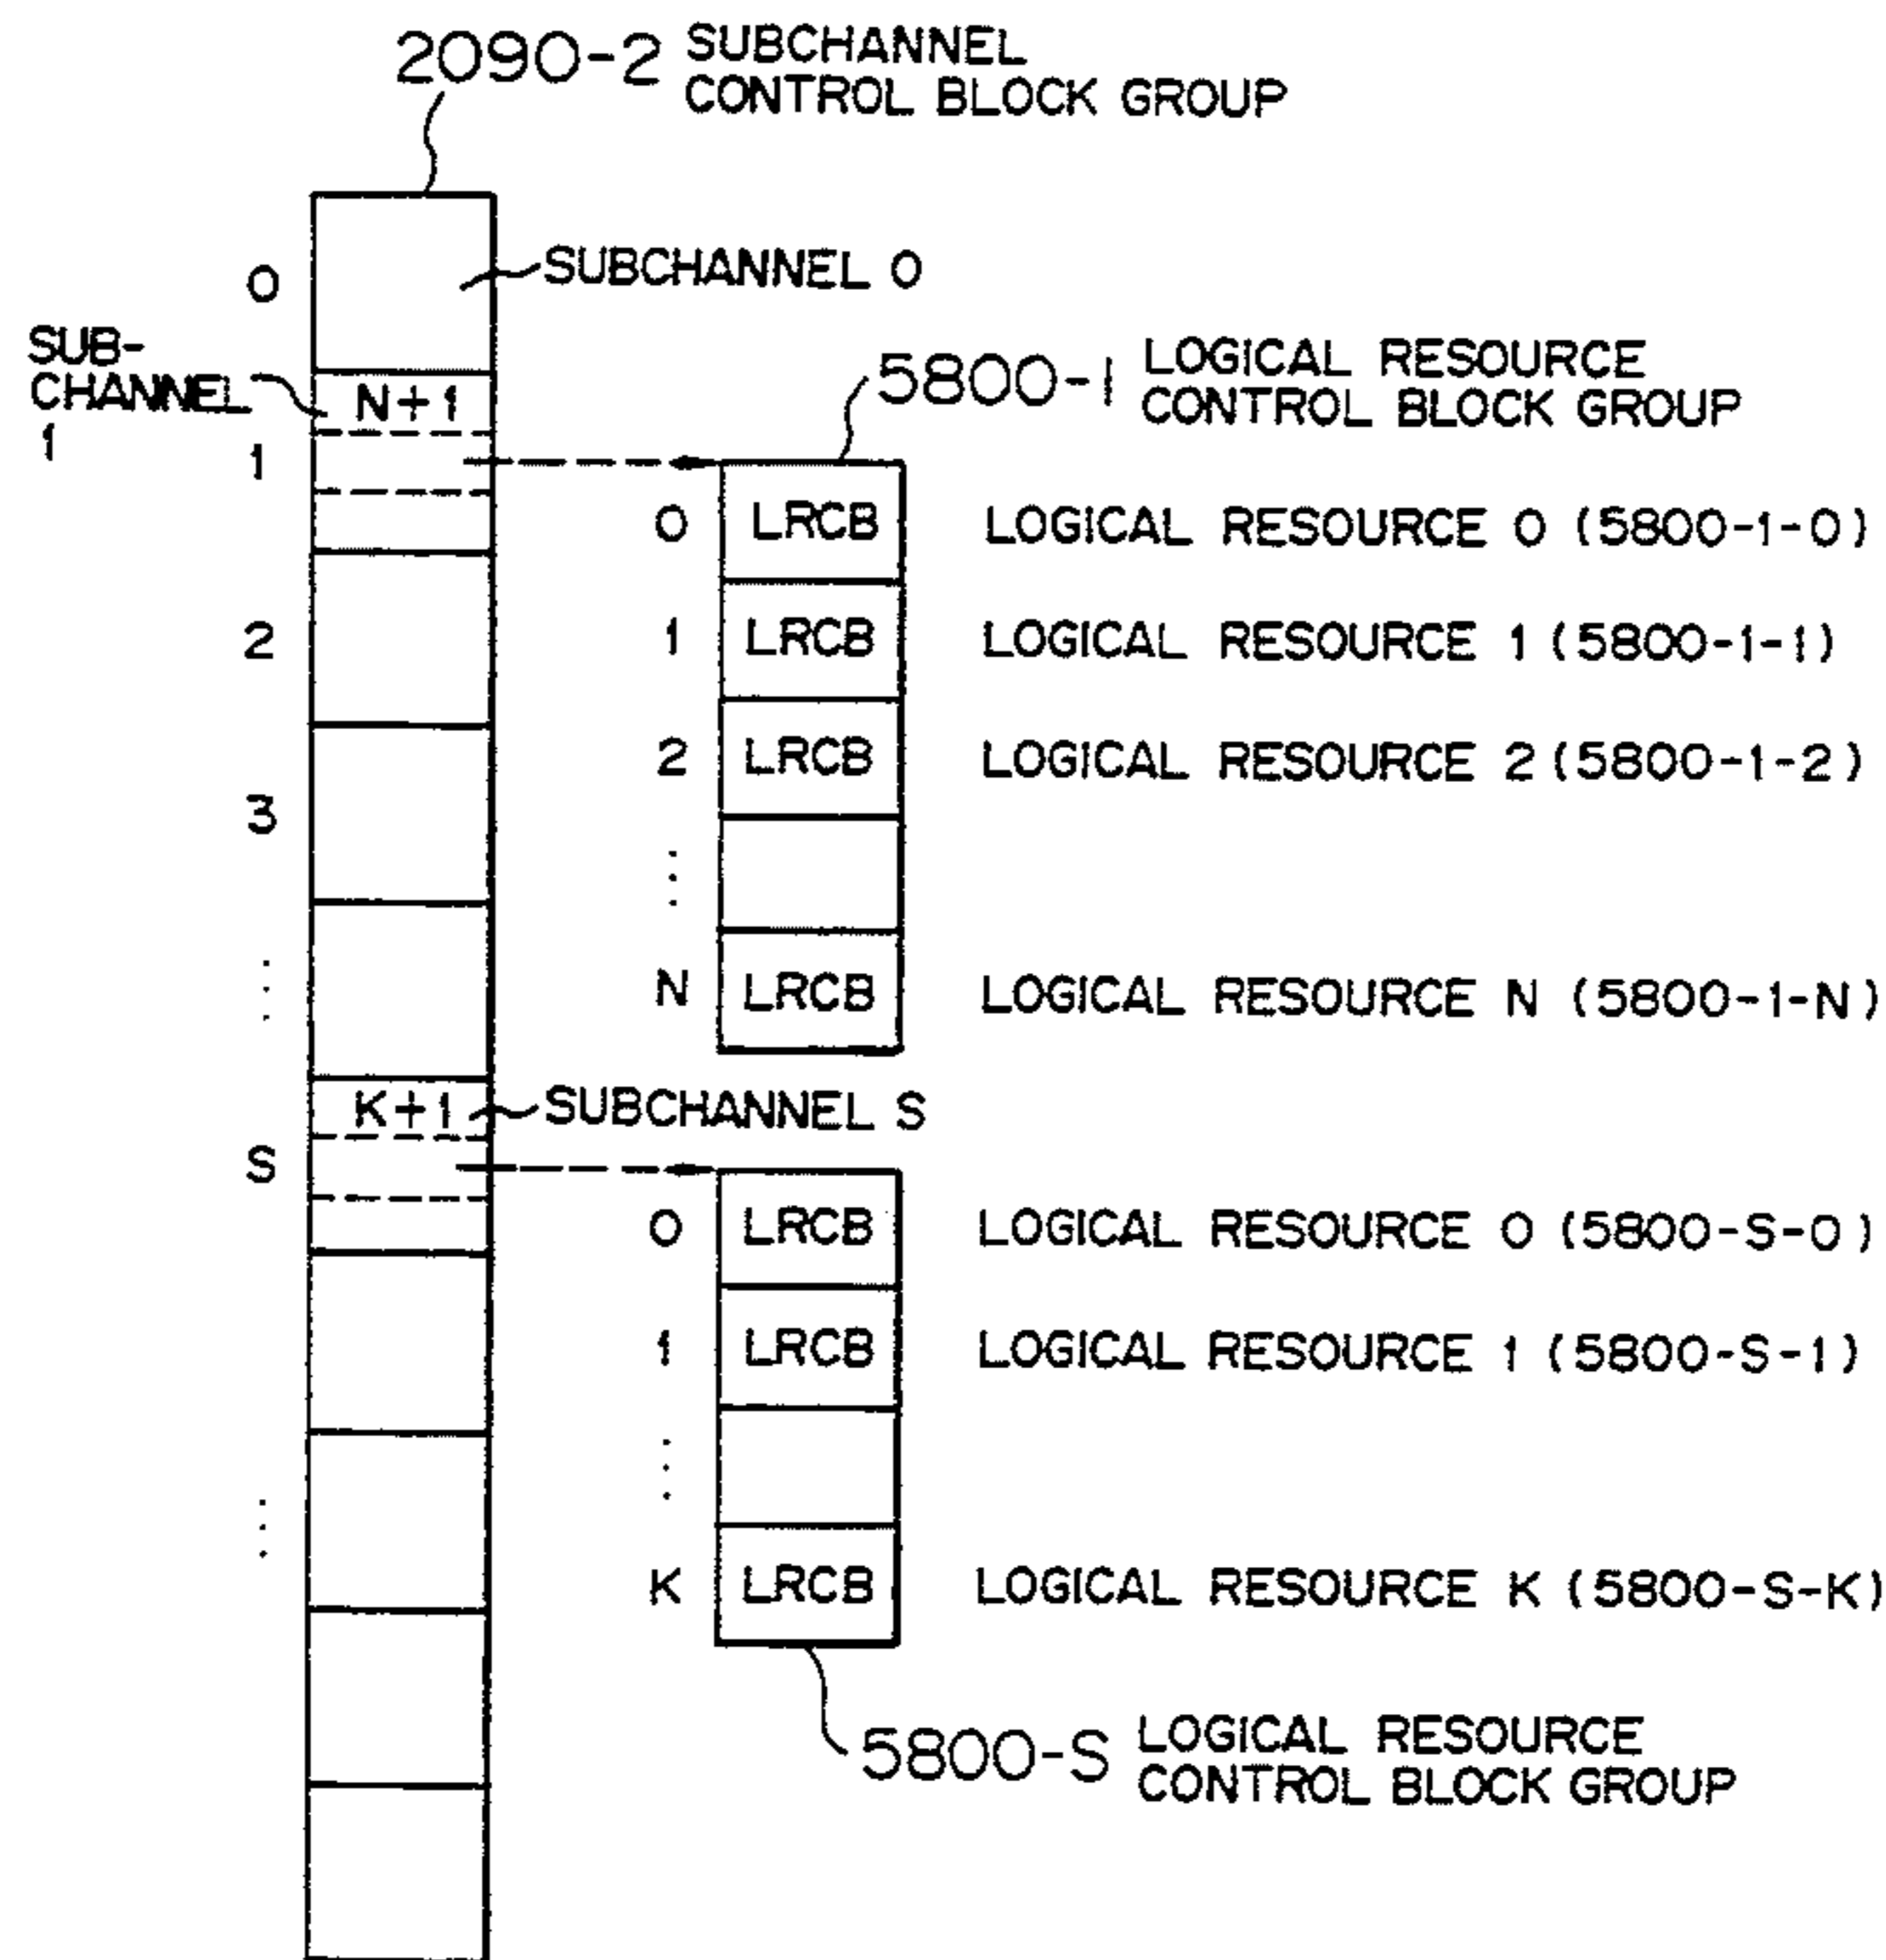 2090-2 SUBCHANNEL
CONTROL BLOCK GROUP
0
SUBCHANNEL 0
SUB-
CHANNEL
1
N+1
1
5800-1 LOGICAL RESOURCE
CONTROL BLOCK GROUP
0 LRCB LOGICAL RESOURCE 0 (5800-1-0)
2
1 LRCB LOGICAL RESOURCE 1 (5800-1-1)
2 LRCB LOGICAL RESOURCE 2 (5800-1-2)
3
⋮
⋮
N LRCB LOGICAL RESOURCE N (5800-1-N)
K+1 SUBCHANNEL S
S
0 LRCB LOGICAL RESOURCE 0 (5800-S-0)
1 LRCB LOGICAL RESOURCE 1 (5800-S-1)
⋮
⋮
K LRCB LOGICAL RESOURCE K (5800-S-K)
5800-S LOGICAL RESOURCE
CONTROL BLOCK GROUP